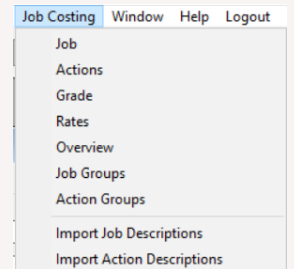 Job Costing Window Help Logout
Job
Actions
Grade
Rates
Overview
Job Groups
Action Groups
Import Job Descriptions
Import Action Descriptions